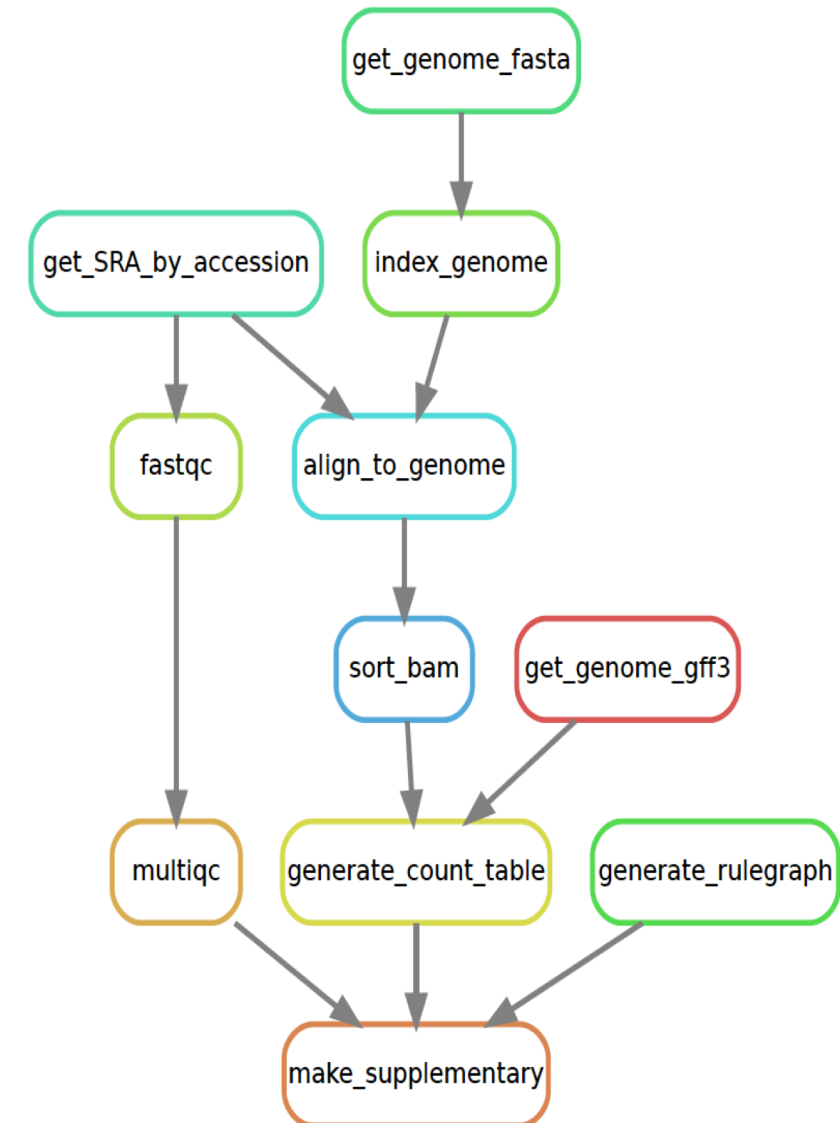 get_genome_fasta
get_SRA_by_accession
index_genome
fastqc
align_to_genome
sort_bam
get_genome_gff3
multiqc
generate_count_table
generate_rulegraph
make_supplementary